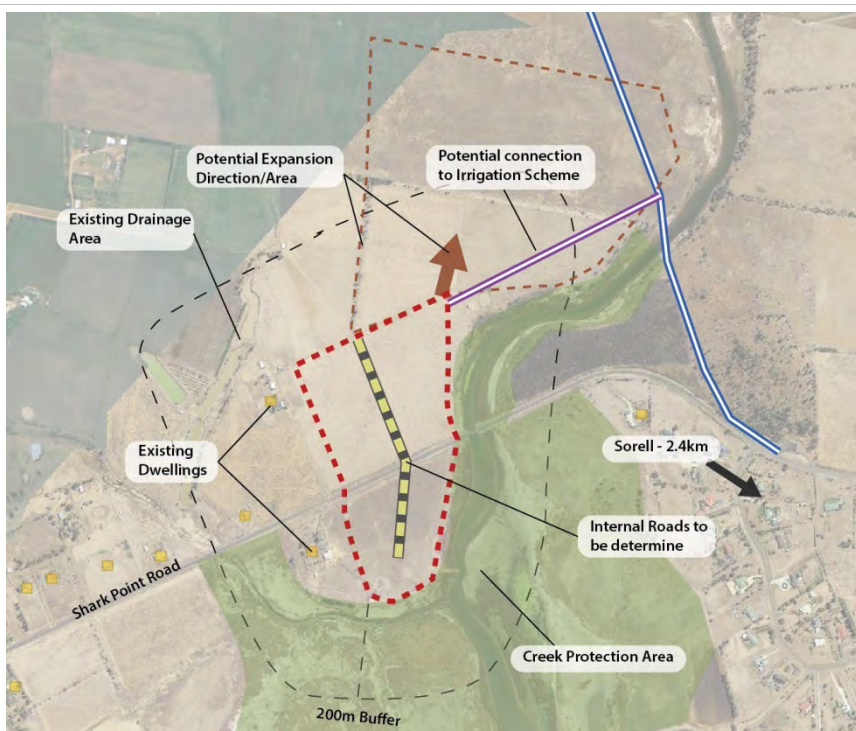 Potential Expansion
Direction/Area
Potential connection
to Irrigation Scheme
Existing Drainage
Area
Existing
Dwellings
Sorell - 2.4km
Internal Roads to
be determine
Shark Point Road
Creek Protection Area
200m Buffer